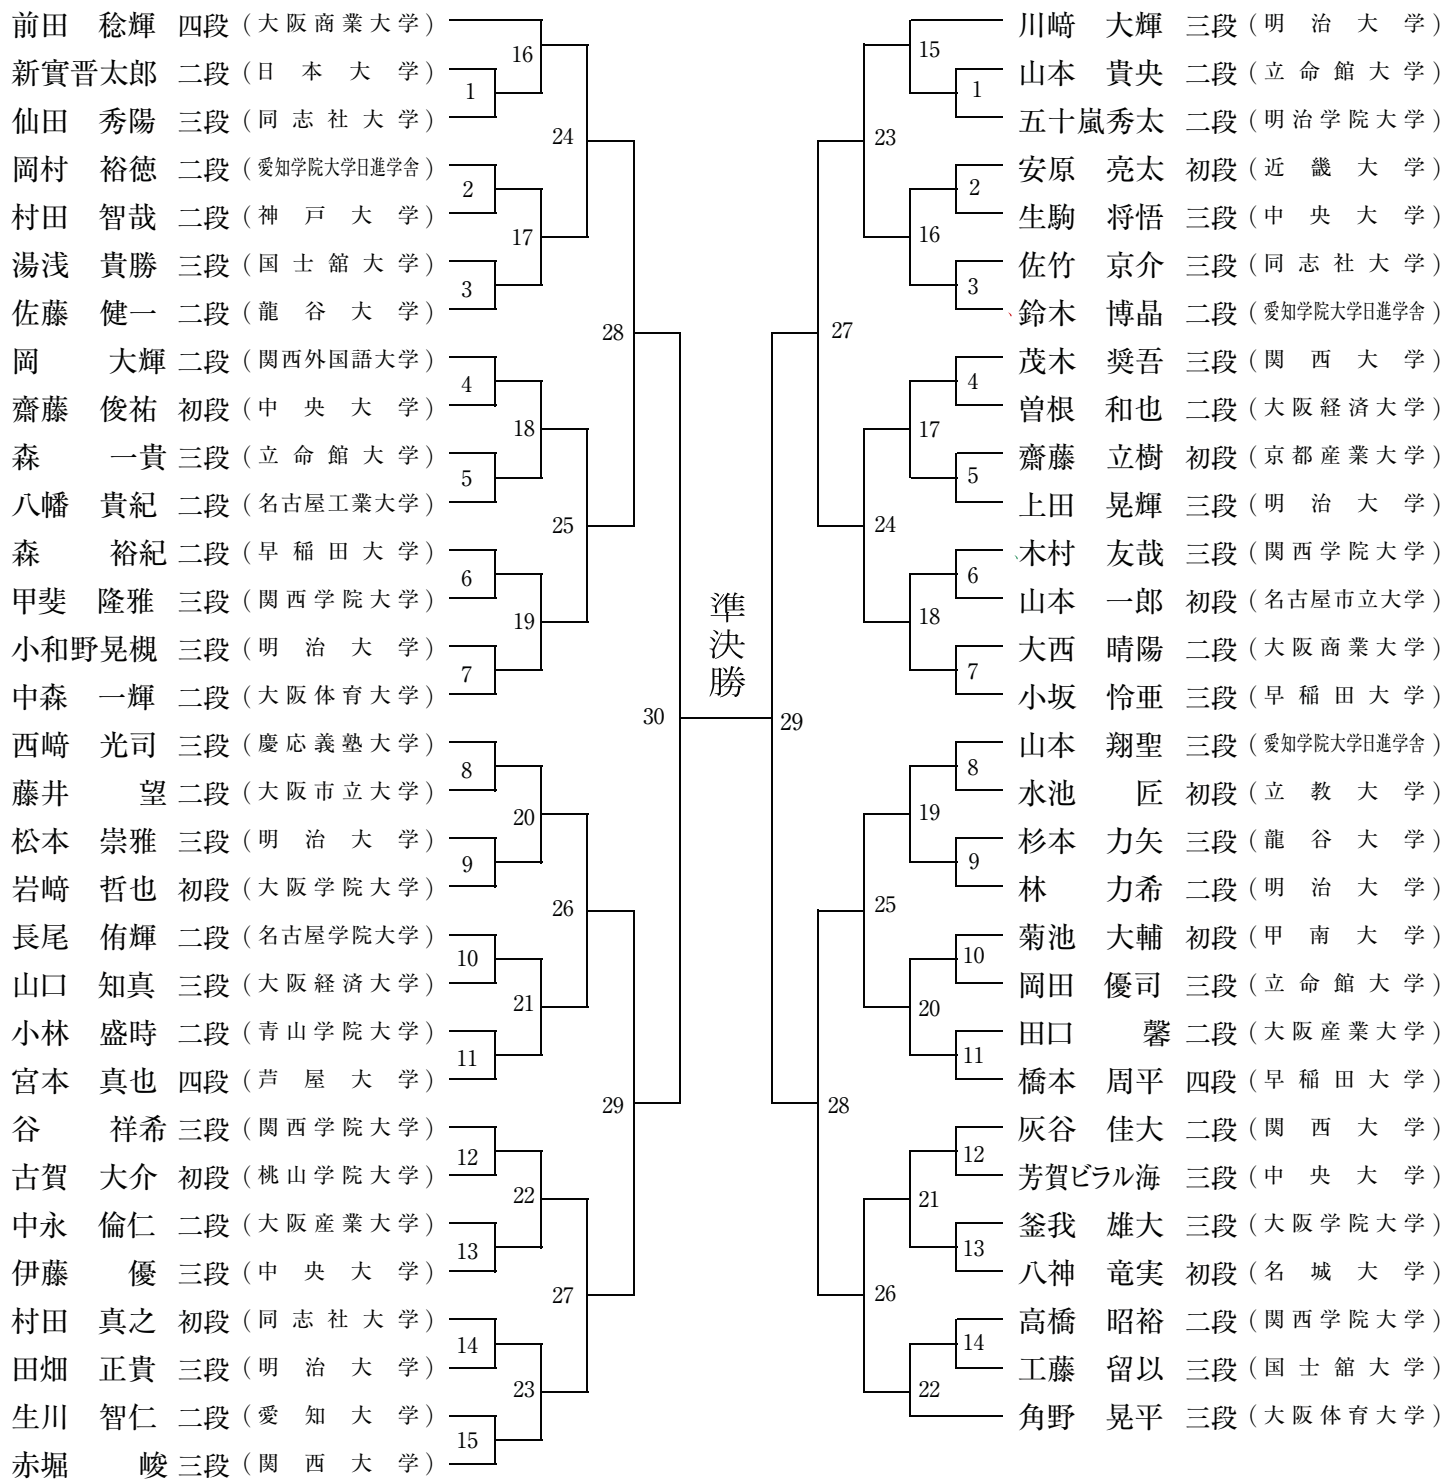 前田　稔輝 四段（大阪商業大学）
新實晋太郎 二段（日本大学）
仙田　秀陽 三段（同志社大学）
岡村　裕徳 二段（愛知学院大学日進学舎）
村田　智哉 二段（神戸大学）
湯浅　貴勝 三段（国士舘大学）
佐藤　健一 二段（龍谷大学）
岡　　大輝 二段（関西外国語大学）
齋藤　俊祐 初段（中央大学）
森　　一貴 三段（立命館大学）
八幡　貴紀 二段（名古屋工業大学）
森　　裕紀 二段（早稲田大学）
甲斐　隆雅 三段（関西学院大学）
小和野晃槻 三段（明治大学）
中森　一輝 二段（大阪体育大学）
西﨑　光司 三段（慶応義塾大学）
藤井　　望 二段（大阪市立大学）
松本　崇雅 三段（明治大学）
岩﨑　哲也 初段（大阪学院大学）
長尾　侑輝 二段（名古屋学院大学）
山口　知真 三段（大阪経済大学）
小林　盛時 二段（青山学院大学）
宮本　真也 四段（芦屋大学）
谷　　祥希 三段（関西学院大学）
古賀　大介 初段（桃山学院大学）
中永　倫仁 二段（大阪産業大学）
伊藤　　優 三段（中央大学）
村田　真之 初段（同志社大学）
田畑　正貴 三段（明治大学）
生川　智仁 二段（愛知大学）
赤堀　　峻 三段（関西大学）
1
2
3
4
5
6
7
8
9
10
11
12
13
14
15
16
17
18
19
20
21
22
23
24
25
26
27
28
29
30
準決勝
29
27
28
23
24
25
26
15
16
17
18
19
20
21
22
1
2
3
4
5
6
7
8
9
10
11
12
13
14
川﨑　大輝 三段（明治大学）
山本　貴央 二段（立命館大学）
五十嵐秀太 二段（明治学院大学）
安原　亮太 初段（近畿大学）
生駒　将悟 三段（中央大学）
佐竹　京介 三段（同志社大学）
鈴木　博晶 二段（愛知学院大学日進学舎）
茂木　奨吾 三段（関西大学）
曽根　和也 二段（大阪経済大学）
齋藤　立樹 初段（京都産業大学）
上田　晃輝 三段（明治大学）
木村　友哉 三段（関西学院大学）
山本　一郎 初段（名古屋市立大学）
大西　晴陽 二段（大阪商業大学）
小坂　怜亜 三段（早稲田大学）
山本　翔聖 三段（愛知学院大学日進学舎）
水池　　匠 初段（立教大学）
杉本　力矢 三段（龍谷大学）
林　　力希 二段（明治大学）
菊池　大輔 初段（甲南大学）
岡田　優司 三段（立命館大学）
田口　　馨 二段（大阪産業大学）
橋本　周平 四段（早稲田大学）
灰谷　佳大 二段（関西大学）
芳賀ビラル海 三段（中央大学）
釜我　雄大 三段（大阪学院大学）
八神　竜実 初段（名城大学）
高橋　昭裕 二段（関西学院大学）
工藤　留以 三段（国士舘大学）
角野　晃平 三段（大阪体育大学）